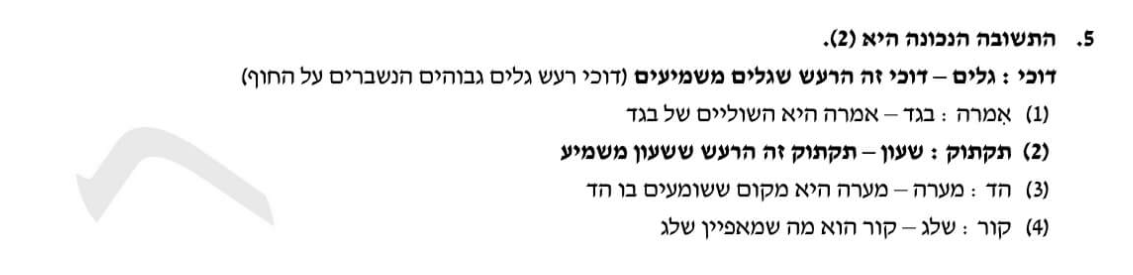 5. התשובה הנכונה היא (2).
דוכי : גלים – דוכי זה הרעש שגלים משמיעים (דוכי רעש גלים גבוהים הנשברים על החוף)
(1) אִמרה : בגד – אמרה היא השוליים של בגד
(2) תקתוק : שעון – תקתוק זה הרעש ששעון משמיע
(3) הד : מערה – מערה היא מקום ששומעים בו הד
(4) קור : שלג – קור הוא מה שמאפיין שלג